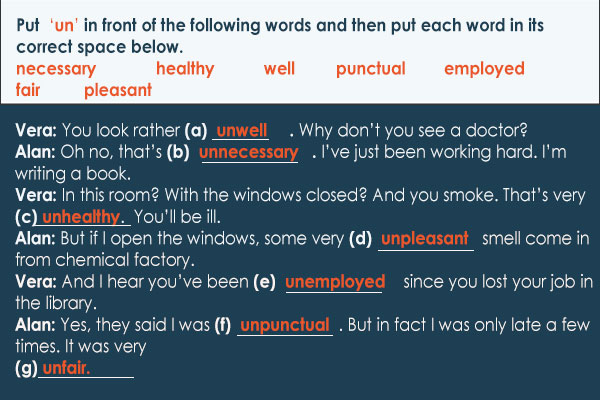 Put ‘un’ in front of the following words and then put each word in its
correct space below.
necessary healthy well punctual employed
fair pleasant
Vera: You look rather (a) unwell . Why don’t you see a doctor?
Alan: Oh no, that’s (b) unnecessary . I’ve just been working hard. I’m
writing a book.
Vera: In this room? With the windows closed? And you smoke. That’s very
(c) unhealthy. You’ll be ill.
Alan: But if I open the windows, some very (d) unpleasant smell come in
from chemical factory.
Vera: And I hear you’ve been (e) unemployed since you lost your job in
the library.
Alan: Yes, they said I was (f) unpunctual . But in fact I was only late a few
times. It was very
(g) unfair.